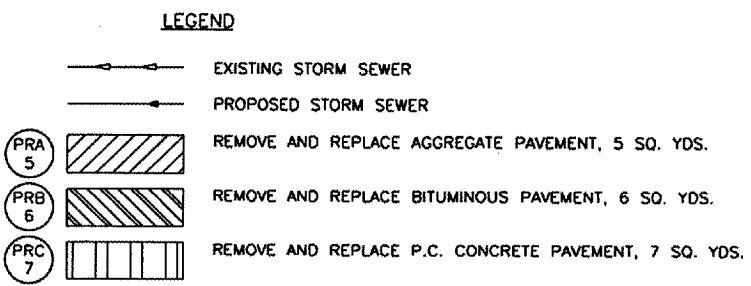 LEGEND
EXISTING STORM SEWER
PROPOSED STORM SEWER
PRA
5
REMOVE AND REPLACE AGGREGATE PAVEMENT, 5 SQ. YDS.
PRB
6
REMOVE AND REPLACE BITUMINOUS PAVEMENT, 6 SQ. YDS.
PRC
7
REMOVE AND REPLACE P.C. CONCRETE PAVEMENT, 7 SQ. YDS.